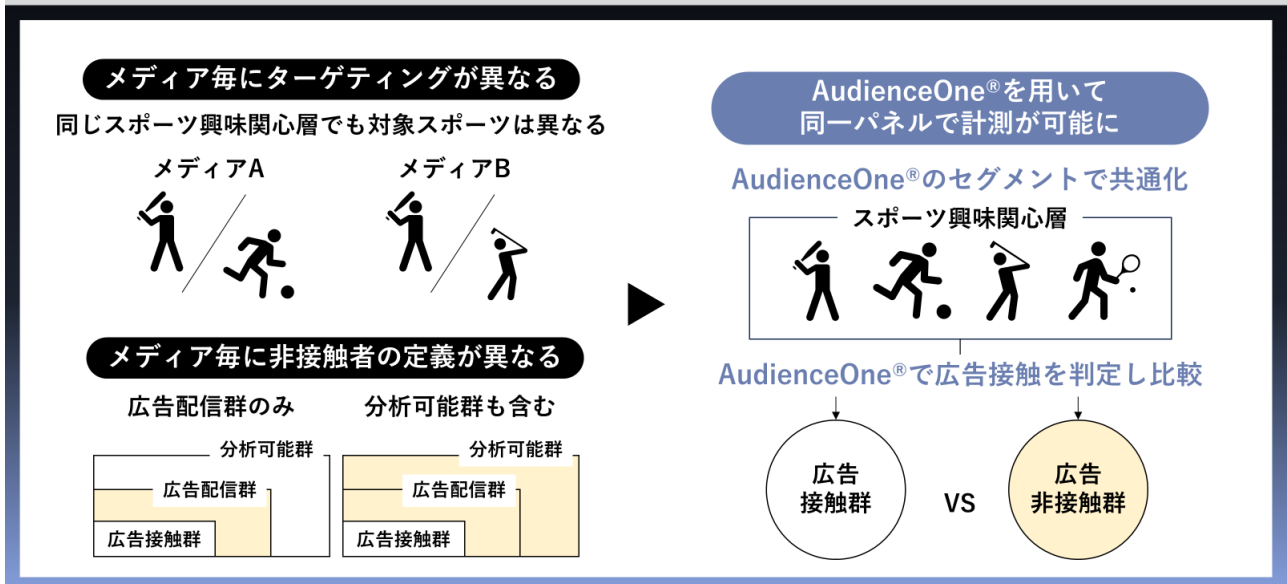 メディア毎にターゲティングが異なる
同じスポーツ興味関心層でも対象スポーツは異なる
メディアA
メディアB
メディア毎に非接触者の定義が異なる
広告配信群のみ
分析可能群も含む
分析可能群
広告配信群
広告接触群
分析可能群
広告配信群
広告接触群
AudienceOne®を用いて
同一パネルで計測が可能に
AudienceOne®のセグメントで共通化
スポーツ興味関心層
AudienceOne®で広告接触を判定し比較
広告
接触群
VS
広告
非接触群